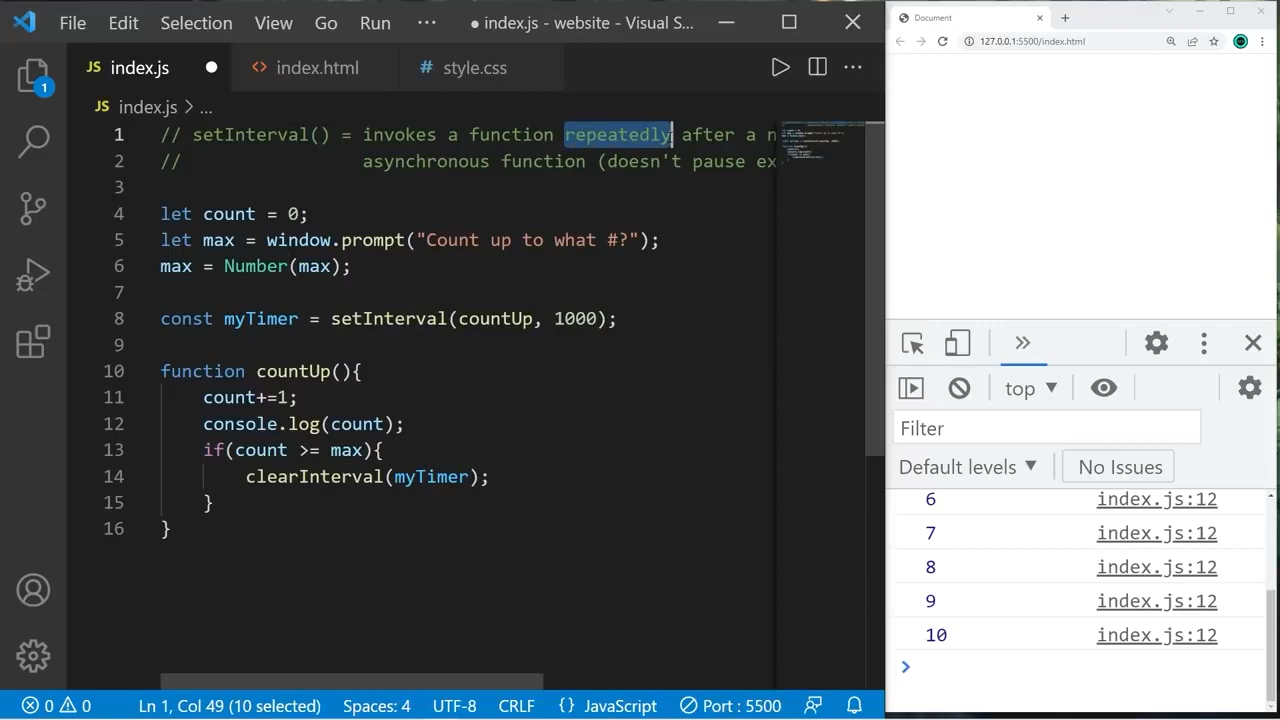 File Edit Selection View Go Run ··· ● index.js - website - Visual S...
JS index.js ● <> index.html # style.css ···
JS index.js > ...
1 // setInterval() = invokes a function repeatedly after a n
2 // asynchronous function (doesn't pause ex
3
4 let count = 0;
5 let max = window.prompt("Count up to what #?");
6 max = Number(max);
7
8 const myTimer = setInterval(countUp, 1000);
9
10 function countUp(){
11 count+=1;
12 console.log(count);
13 if(count >= max){
14 clearInterval(myTimer);
15 }
16 }
1
0 0 Ln 1, Col 49 (10 selected) Spaces: 4 UTF-8 CRLF {} JavaScript Port : 5500
Document
127.0.0.1:5500/index.html
top ▼
Filter
Default levels ▼ No Issues
6 index.js:12
7 index.js:12
8 index.js:12
9 index.js:12
10 index.js:12
>